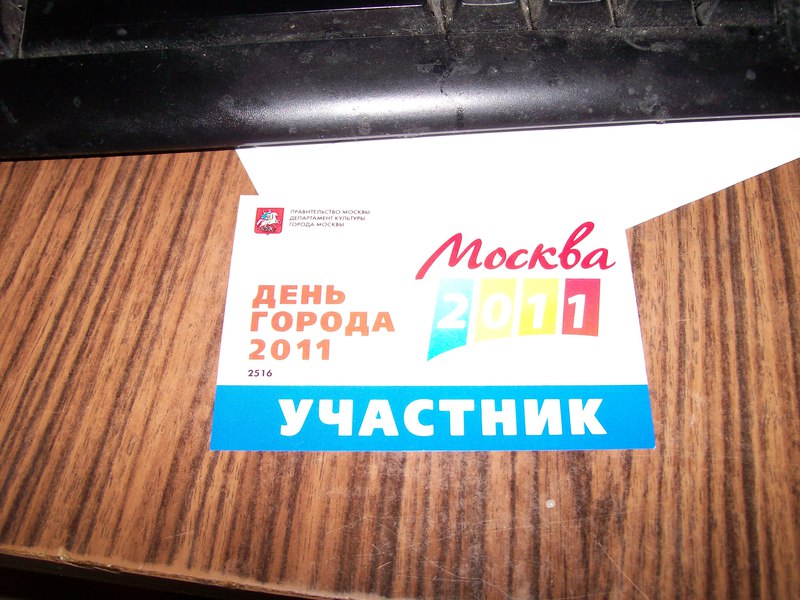 ПРАВИТЕЛЬСТВО МОСКВЫ
ДЕПАРТАМЕНТ КУЛЬТУРЫ
ГОРОДА МОСКВЫ
Москва
2011
ДЕНЬ
ГОРОДА
2011
2516
УЧАСТНИК